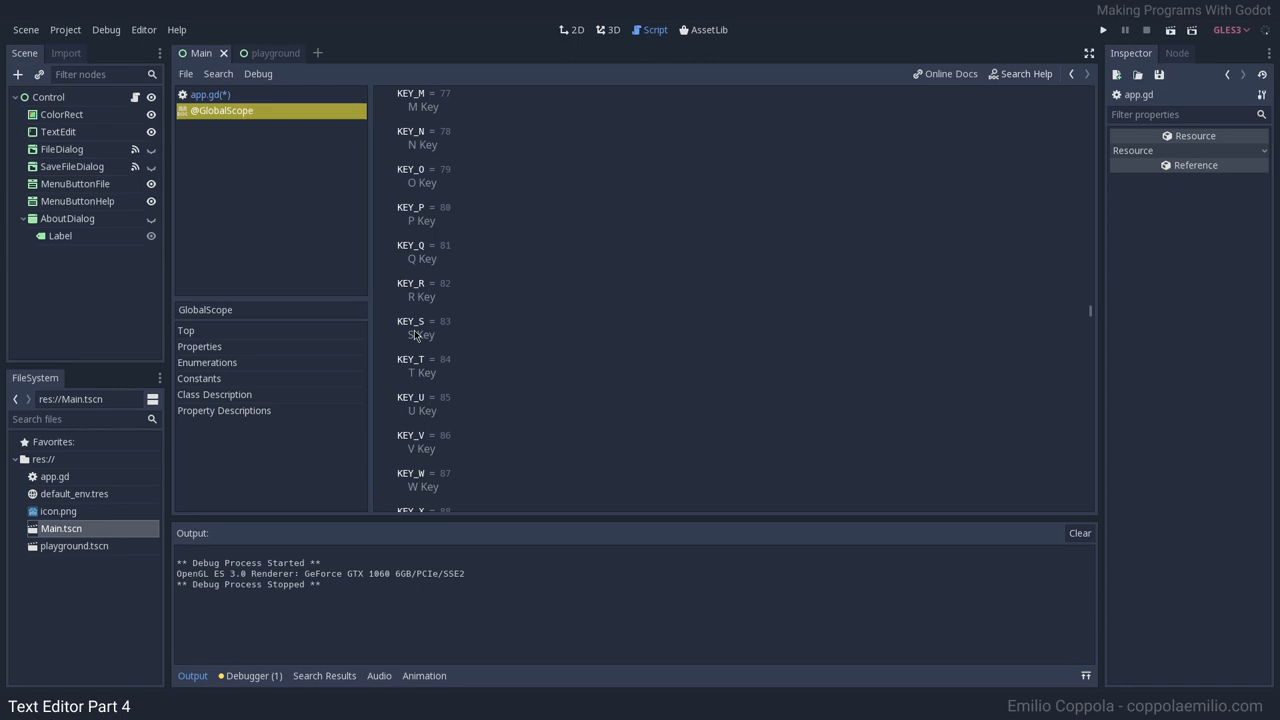 Making Programs With Godot
Scene Project Debug Editor Help
2D 3D Script AssetLib
GLES3
Scene Import
Main playground
Inspector Node
Filter nodes
File Search Debug
Online Docs Search Help
Control
app.gd(*)
KEY_M = 77
app.gd
ColorRect
@GlobalScope
M Key
Filter properties
TextEdit
KEY_N = 78
Resource
FileDialog
N Key
Resource
SaveFileDialog
KEY_O = 79
Reference
MenuButtonFile
O Key
MenuButtonHelp
KEY_P = 80
AboutDialog
P Key
Label
KEY_Q = 81
Q Key
KEY_R = 82
R Key
GlobalScope
KEY_S = 83
Top
S Key
Properties
KEY_T = 84
Enumerations
T Key
Constants
FileSystem
Class Description
KEY_U = 85
res://Main.tscn
Property Descriptions
U Key
Search files
KEY_V = 86
Favorites:
V Key
res://
KEY_W = 87
app.gd
W Key
default_env.tres
KEY_X = 88
icon.png
Main.tscn
Output:
Clear
playground.tscn
** Debug Process Started **
OpenGL ES 3.0 Renderer: GeForce GTX 1060 6GB/PCIe/SSE2
** Debug Process Stopped **
Output Debugger (1) Search Results Audio Animation
Text Editor Part 4
Emilio Coppola - coppolaemilio.com